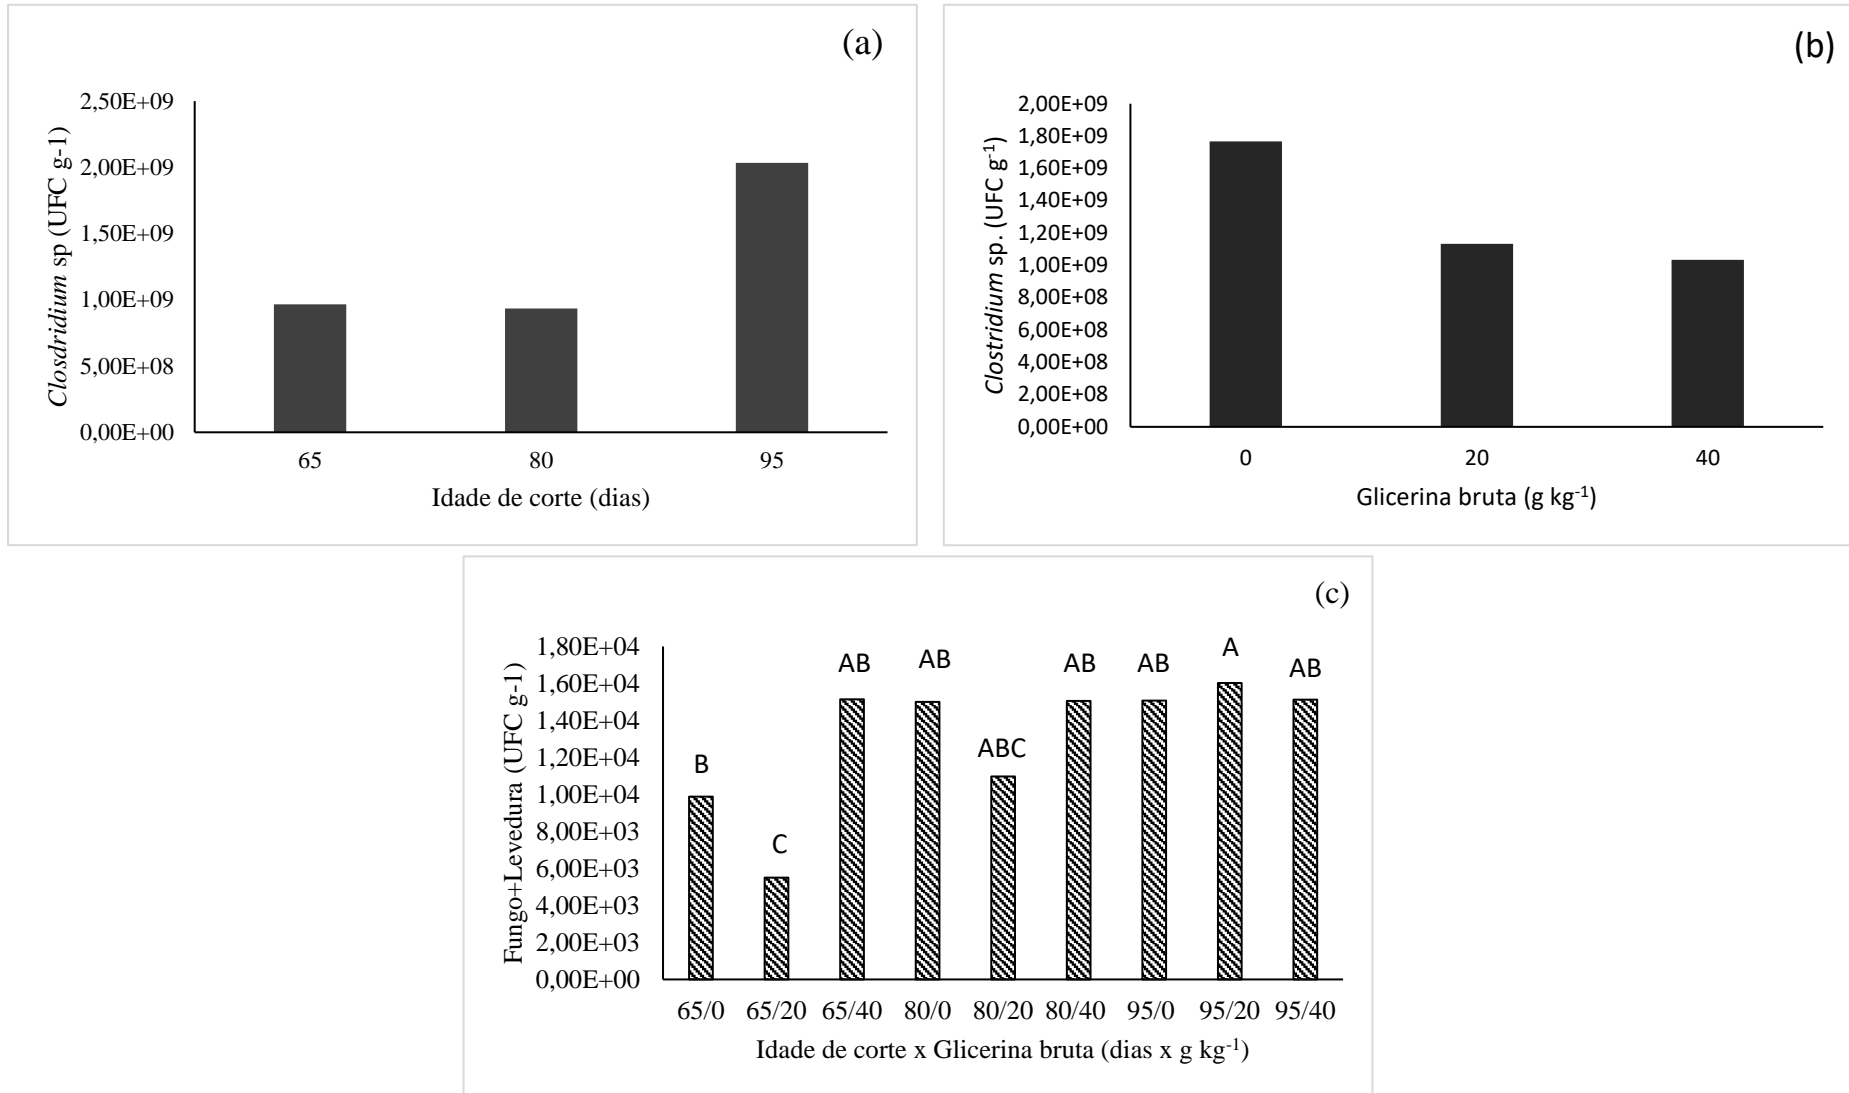 (a)
2,50E+09
2,00E+09
1,50E+09
1,00E+09
5,00E+08
0,00E+00
Closdridium sp (UFC g-1)
65 80 95
Idade de corte (dias)
(b)
2,00E+09
1,80E+09
1,60E+09
1,40E+09
1,20E+09
1,00E+09
8,00E+08
6,00E+08
4,00E+08
2,00E+08
0,00E+00
Clostridium sp. (UFC g⁻¹)
0 20 40
Glicerina bruta (g kg⁻¹)
(c)
1,80E+04
1,60E+04
1,40E+04
1,20E+04
1,00E+04
8,00E+03
6,00E+03
4,00E+03
2,00E+03
0,00E+00
Fungo+Levedura (UFC g-1)
B C AB AB ABC AB AB A AB
65/0 65/20 65/40 80/0 80/20 80/40 95/0 95/20 95/40
Idade de corte x Glicerina bruta (dias x g kg⁻¹)